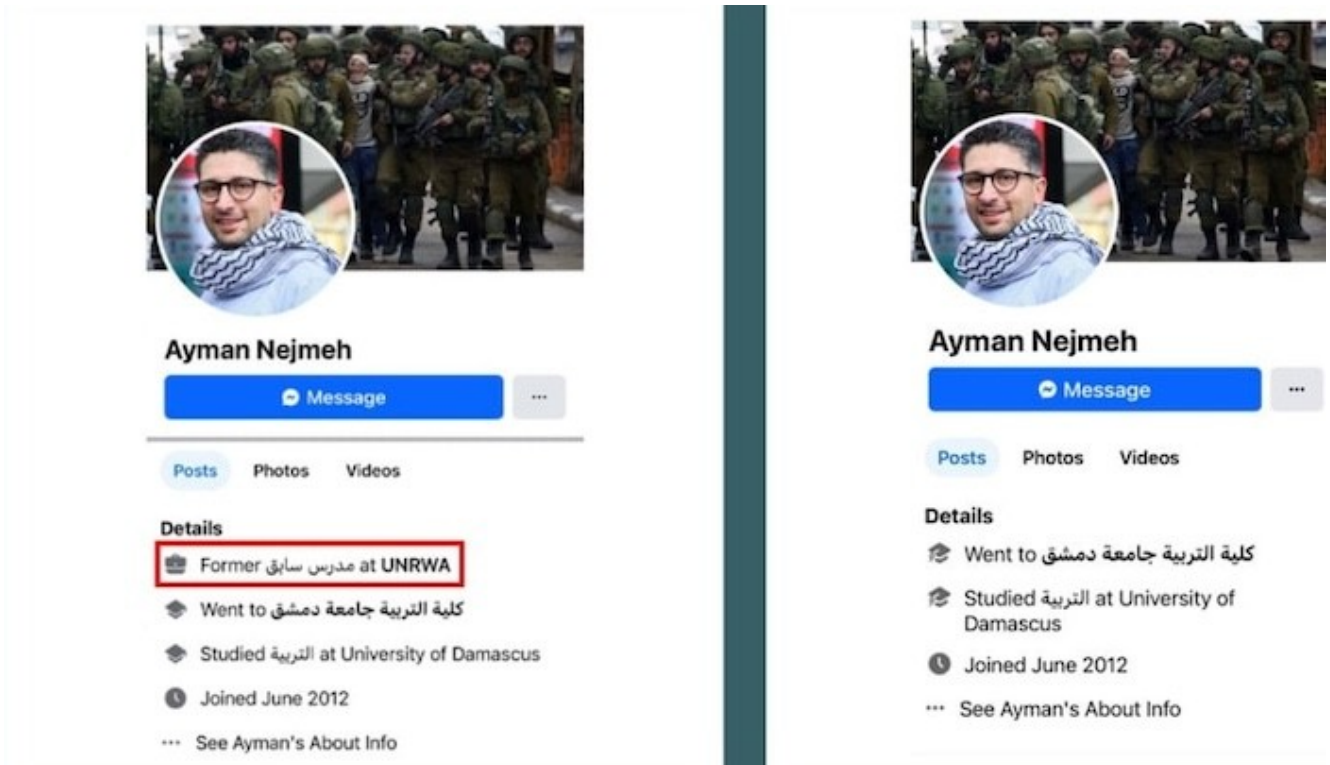 Ayman Nejmeh
Message
Posts Photos Videos
Details
Former مدرس سابق at UNRWA
Went to كلية التربية جامعة دمشق
Studied التربية at University of Damascus
Joined June 2012
... See Ayman's About Info
Ayman Nejmeh
Message
Posts Photos Videos
Details
Went to كلية التربية جامعة دمشق
Studied التربية at University of
Damascus
Joined June 2012
... See Ayman's About Info